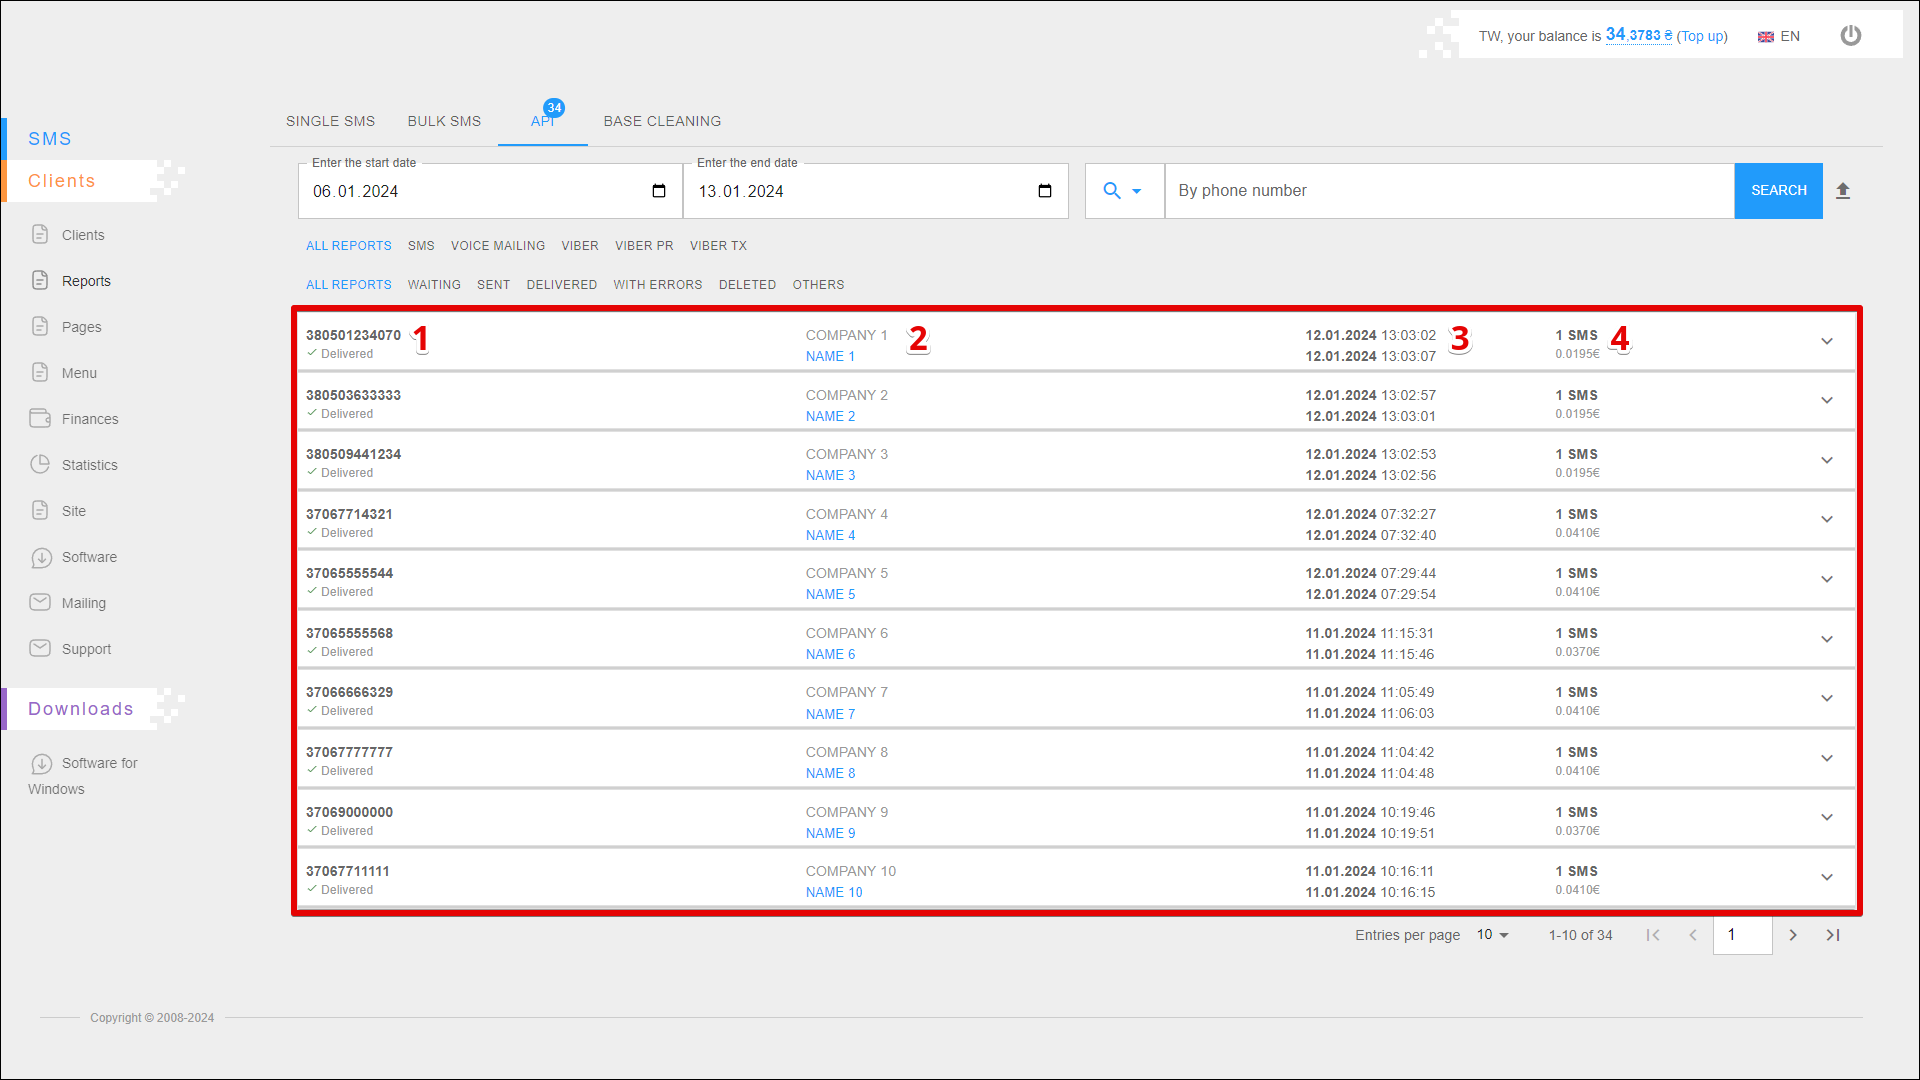 TW, your balance is 34,3783 ₴ (Top up) EN
SINGLE SMS BULK SMS API 34 BASE CLEANING
SMS
Clients
Clients
Reports
Pages
Menu
Finances
Statistics
Site
Software
Mailing
Support
Downloads
Software for
Windows
Enter the start date Enter the end date
06.01.2024 13.01.2024 By phone number SEARCH
ALL REPORTS SMS VOICE MAILING VIBER VIBER PR VIBER TX
ALL REPORTS WAITING SENT DELIVERED WITH ERRORS DELETED OTHERS
380501234070 1 COMPANY 1 2 12.01.2024 13:03:02 3 1 SMS 4
Delivered NAME 1 12.01.2024 13:03:07 0.0195€
380503633333 COMPANY 2 12.01.2024 13:02:57 1 SMS
Delivered NAME 2 12.01.2024 13:03:01 0.0195€
380509441234 COMPANY 3 12.01.2024 13:02:53 1 SMS
Delivered NAME 3 12.01.2024 13:02:56 0.0195€
37067714321 COMPANY 4 12.01.2024 07:32:27 1 SMS
Delivered NAME 4 12.01.2024 07:32:40 0.0410€
37065555544 COMPANY 5 12.01.2024 07:29:44 1 SMS
Delivered NAME 5 12.01.2024 07:29:54 0.0410€
37065555568 COMPANY 6 11.01.2024 11:15:31 1 SMS
Delivered NAME 6 11.01.2024 11:15:46 0.0370€
37066666329 COMPANY 7 11.01.2024 11:05:49 1 SMS
Delivered NAME 7 11.01.2024 11:06:03 0.0410€
37067777777 COMPANY 8 11.01.2024 11:04:42 1 SMS
Delivered NAME 8 11.01.2024 11:04:48 0.0410€
37069000000 COMPANY 9 11.01.2024 10:19:46 1 SMS
Delivered NAME 9 11.01.2024 10:19:51 0.0370€
37067711111 COMPANY 10 11.01.2024 10:16:11 1 SMS
Delivered NAME 10 11.01.2024 10:16:15 0.0410€
Entries per page 10 1-10 of 34 1
Copyright © 2008-2024